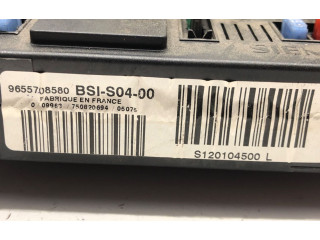 9655708580 BSI-S04-00
FABRIQUE EN FRANCE
S120104500 L